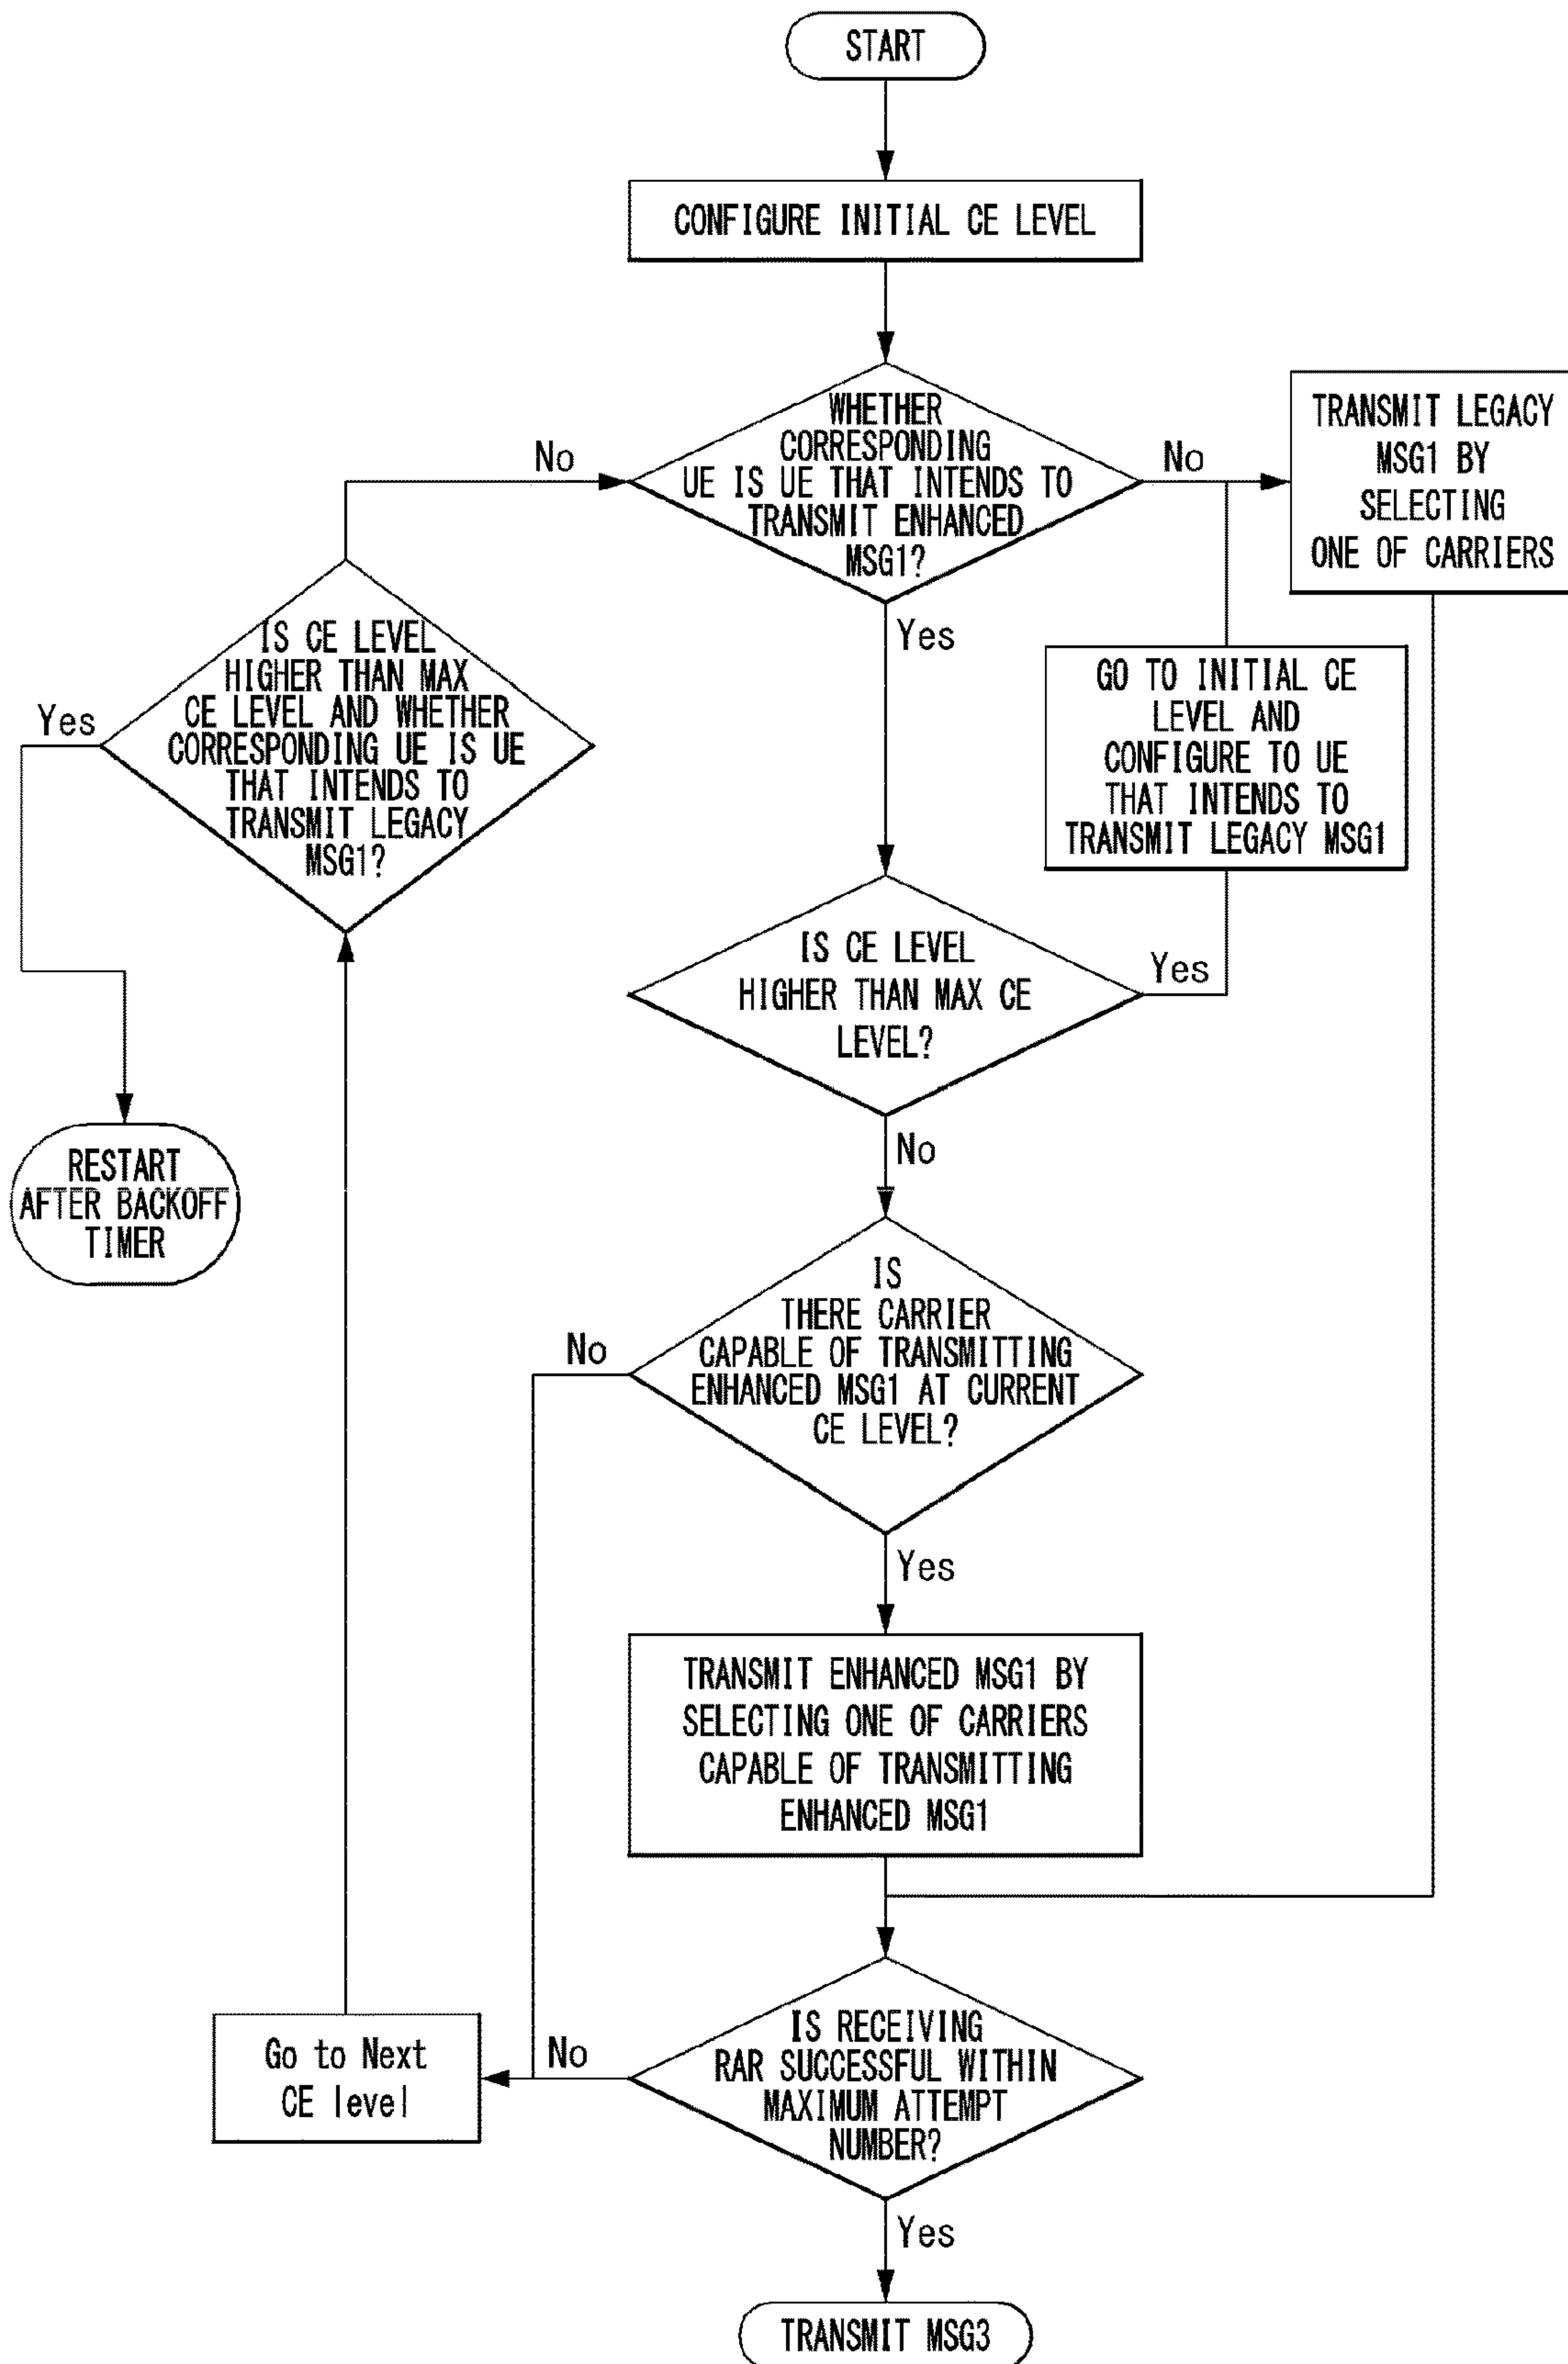 START
CONFIGURE INITIAL CE LEVEL
WHETHER
CORRESPONDING
UE IS UE THAT INTENDS TO
TRANSMIT ENHANCED
MSG1?
No
No
Yes
TRANSMIT LEGACY
MSG1 BY
SELECTING
ONE OF CARRIERS
IS CE LEVEL
HIGHER THAN MAX
CE LEVEL AND WHETHER
CORRESPONDING UE IS UE
THAT INTENDS TO
TRANSMIT LEGACY
MSG1?
Yes
GO TO INITIAL CE
LEVEL AND
CONFIGURE TO UE
THAT INTENDS TO
TRANSMIT LEGACY MSG1
IS CE LEVEL
HIGHER THAN MAX CE
LEVEL?
Yes
No
RESTART
AFTER BACKOFF
TIMER
IS
THERE CARRIER
CAPABLE OF TRANSMITTING
ENHANCED MSG1 AT CURRENT
CE LEVEL?
No
Yes
TRANSMIT ENHANCED MSG1 BY
SELECTING ONE OF CARRIERS
CAPABLE OF TRANSMITTING
ENHANCED MSG1
IS RECEIVING
RAR SUCCESSFUL WITHIN
MAXIMUM ATTEMPT
NUMBER?
No
Go to Next
CE level
Yes
TRANSMIT MSG3